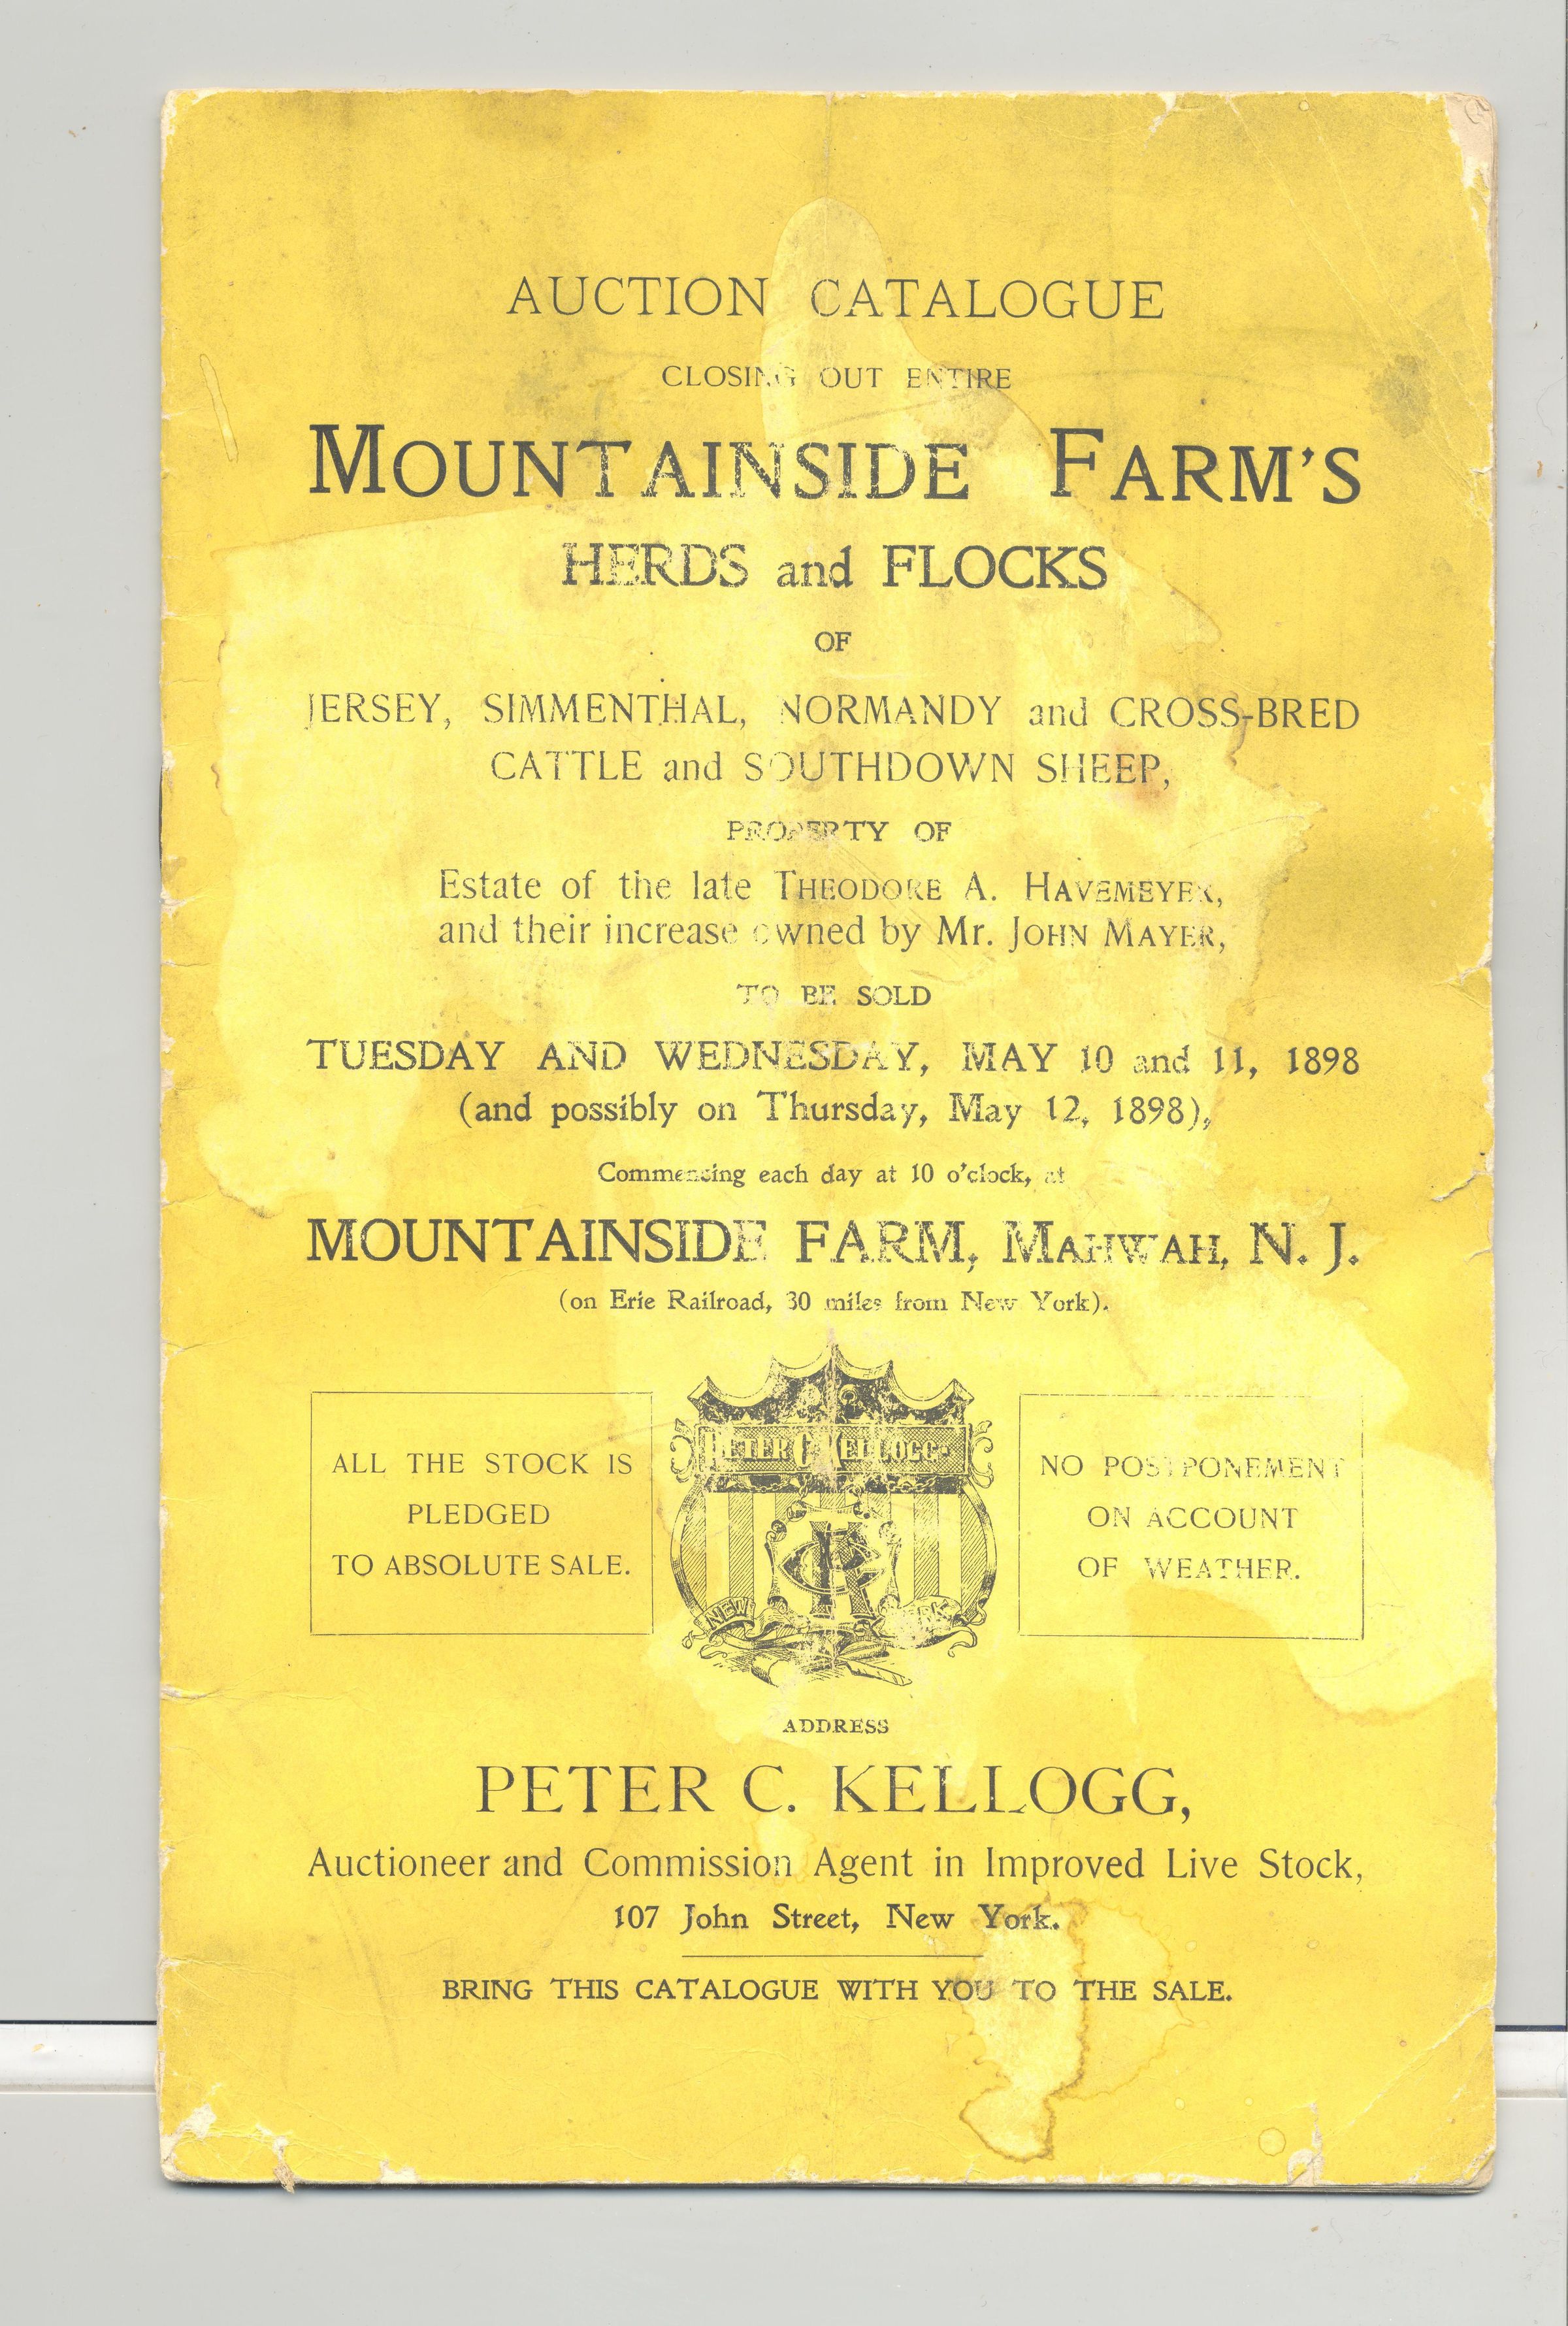 AUCTION CATALOGUE
CLOSING OUT ENTIRE
MOUNTAINSIDE FARM'S
HERDS and FLOCKS
OF
JERSEY, SIMMENTHAL, NORMANDY and CROSS-BRED
CATTLE and SOUTHDOWN SHEEP,
PROPERTY OF
Estate of the late THEODORE A. HAVEMEYER,
and their increase owned by Mr. JOHN MAYER,
TO BE SOLD
TUESDAY AND WEDNESDAY, MAY 10 and 11, 1898
(and possibly on Thursday, May 12, 1898),
Commencing each day at 10 o'clock, at
MOUNTAINSIDE FARM, MAHWAH, N. J.
(on Erie Railroad, 30 miles from New York).
ALL THE STOCK IS
PLEDGED
TO ABSOLUTE SALE.
PETER C. KELLOGG
PCK
NEW YORK
NO POSTPONEMENT
ON ACCOUNT
OF WEATHER.
ADDRESS
PETER C. KELLOGG,
Auctioneer and Commission Agent in Improved Live Stock,
107 John Street, New York.
BRING THIS CATALOGUE WITH YOU TO THE SALE.